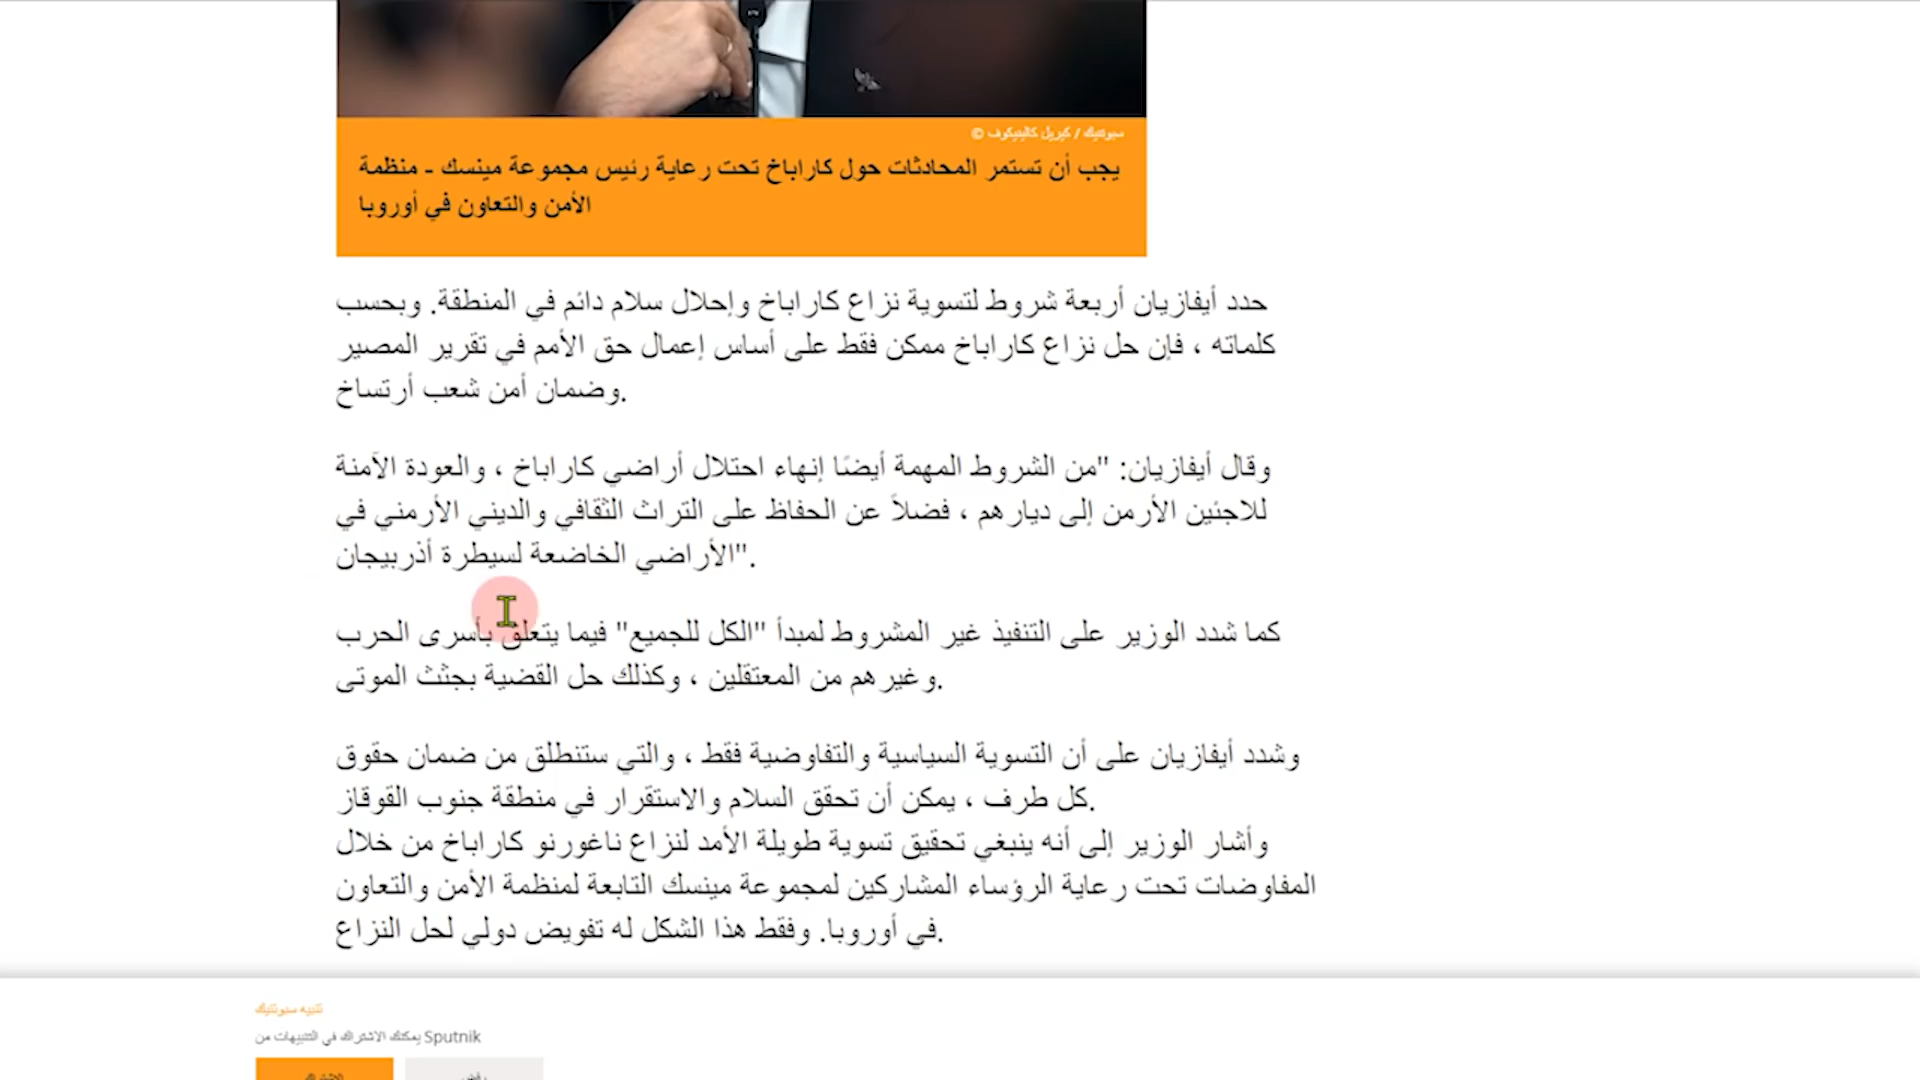 سبوتنيك / كيريل كالينيكوف ©
يجب أن تستمر المحادثات حول كاراباخ تحت رعاية رئيس مجموعة مينسك - منظمة
الأمن والتعاون في أوروبا
حدد أيفازيان أربعة شروط لتسوية نزاع كاراباخ وإحلال سلام دائم في المنطقة. وبحسب
كلماته ، فإن حل نزاع كاراباخ ممكن فقط على أساس إعمال حق الأمم في تقرير المصير
وضمان أمن شعب أرتساخ.
وقال أيفازيان: "من الشروط المهمة أيضًا إنهاء احتلال أراضي كاراباخ ، والعودة الآمنة
للاجئين الأرمن إلى ديارهم ، فضلاً عن الحفاظ على التراث الثقافي والديني الأرمني في
الأراضي الخاضعة لسيطرة أذربيجان".
كما شدد الوزير على التنفيذ غير المشروط لمبدأ "الكل للجميع" فيما يتعلق بأسرى الحرب
وغيرهم من المعتقلين ، وكذلك حل القضية بجثث الموتى.
وشدد أيفازيان على أن التسوية السياسية والتفاوضية فقط ، والتي ستنطلق من ضمان حقوق
كل طرف ، يمكن أن تحقق السلام والاستقرار في منطقة جنوب القوقاز.
وأشار الوزير إلى أنه ينبغي تحقيق تسوية طويلة الأمد لنزاع ناغورنو كاراباخ من خلال
المفاوضات تحت رعاية الرؤساء المشاركين لمجموعة مينسك التابعة لمنظمة الأمن والتعاون
في أوروبا. وفقط هذا الشكل له تفويض دولي لحل النزاع.
تنبيه سبوتنيك
يمكنك الاشتراك في التنبيهات من Sputnik